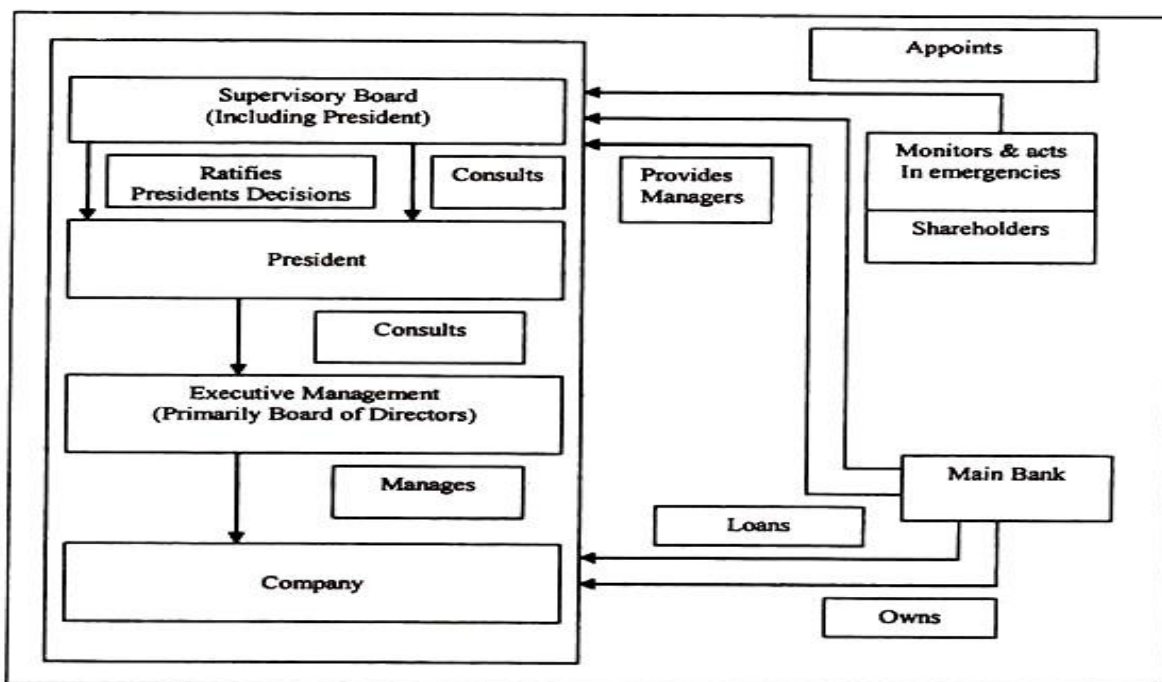 Appoints
Supervisory Board
(Including President)
Monitors & acts
In emergencies
Ratifies
Presidents Decisions
Consults
Provides
Managers
Shareholders
President
Consults
Executive Management
(Primarily Board of Directors)
Main Bank
Manages
Loans
Company
Owns